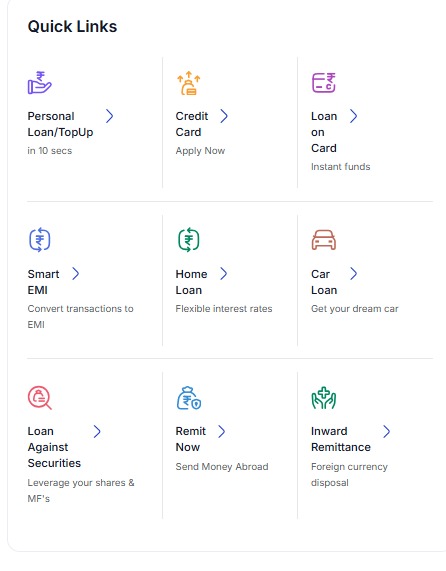 Quick Links
Personal
Loan/TopUp
in 10 secs
Credit
Card
Apply Now
Loan
on
Card
Instant funds
Smart
EMI
Convert transactions to
EMI
Home
Loan
Flexible interest rates
Car
Loan
Get your dream car
Loan
Against
Securities
Leverage your shares &
MF's
Remit
Now
Send Money Abroad
Inward
Remittance
Foreign currency
disposal